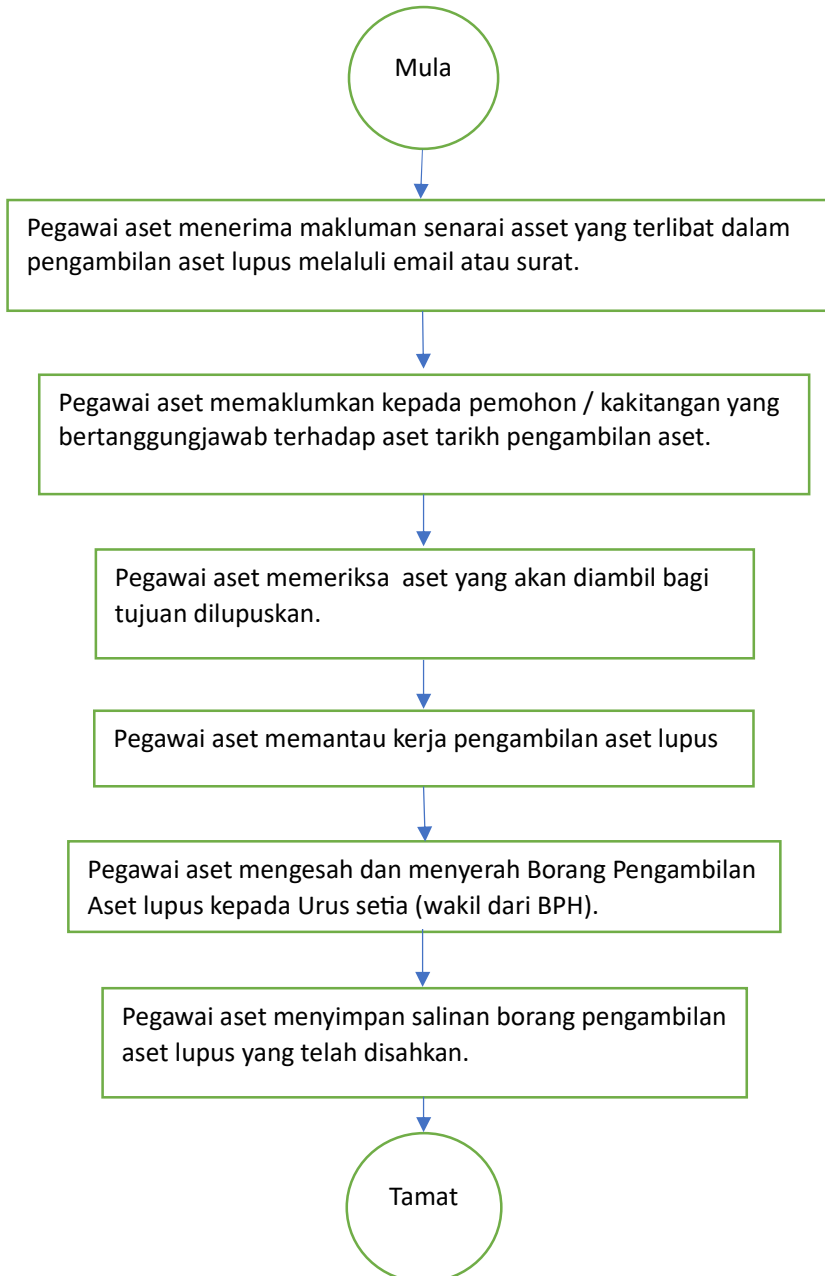 Mula
Pegawai aset menerima makluman senarai asset yang terlibat dalam
pengambilan aset lupus melaluli email atau surat.
Pegawai aset memaklumkan kepada pemohon / kakitangan yang
bertanggungjawab terhadap aset tarikh pengambilan aset.
Pegawai aset memeriksa aset yang akan diambil bagi
tujuan dilupuskan.
Pegawai aset memantau kerja pengambilan aset lupus
Pegawai aset mengesah dan menyerah Borang Pengambilan
Aset lupus kepada Urus setia (wakil dari BPH).
Pegawai aset menyimpan salinan borang pengambilan
aset lupus yang telah disahkan.
Tamat